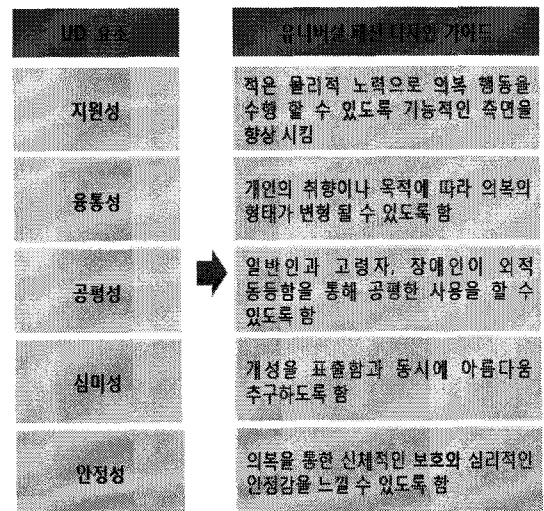 UD 요소
유니버설 패션 디자인 가이드
지원성
적은 물리적 노력으로 의복 행동을
수행 할 수 있도록 기능적인 측면을
향상 시킴
융통성
개인의 취향이나 목적에 따라 의복의
형태가 변형 될 수 있도록 함
공평성
일반인과 고령자, 장애인이 외적
동등함을 통해 공평한 사용을 할 수
있도록 함
심미성
개성을 표출함과 동시에 아름다움
추구하도록 함
안정성
의복을 통한 신체적인 보호와 심리적인
안정감을 느낄 수 있도록 함